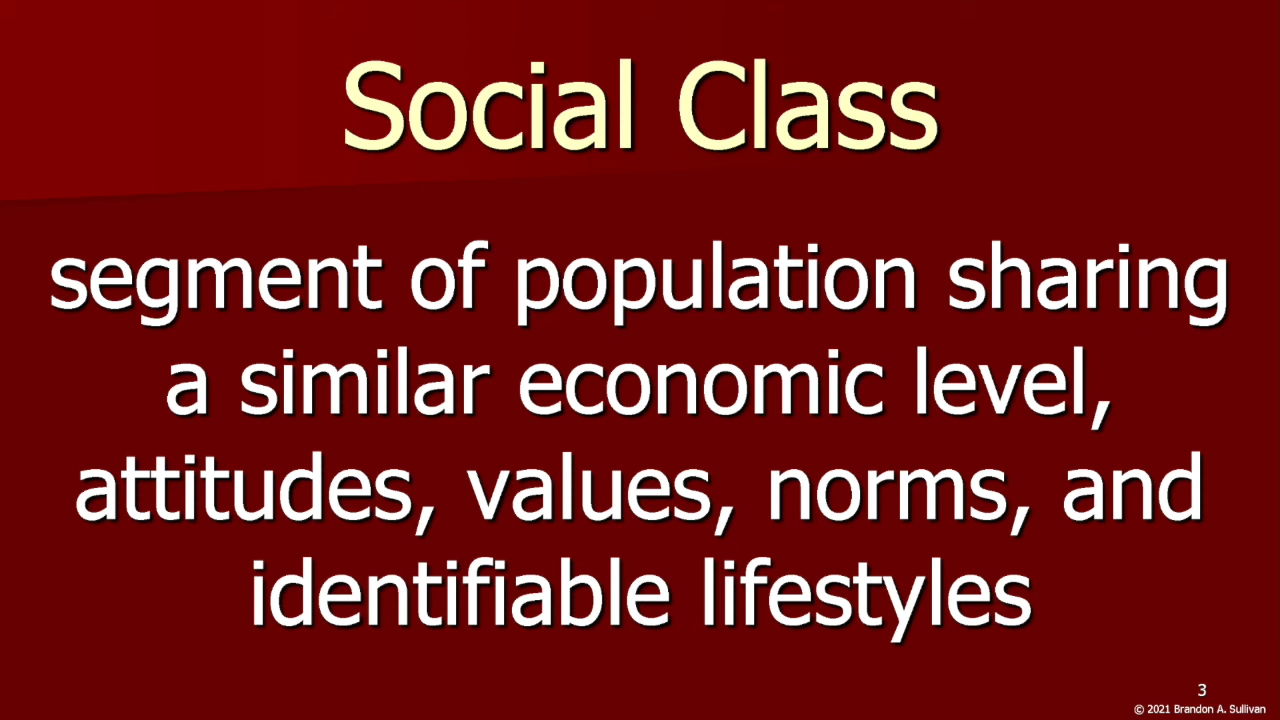 Social Class
segment of population sharing
a similar economic level,
attitudes, values, norms, and
identifiable lifestyles
3
© 2021 Brandon A. Sullivan